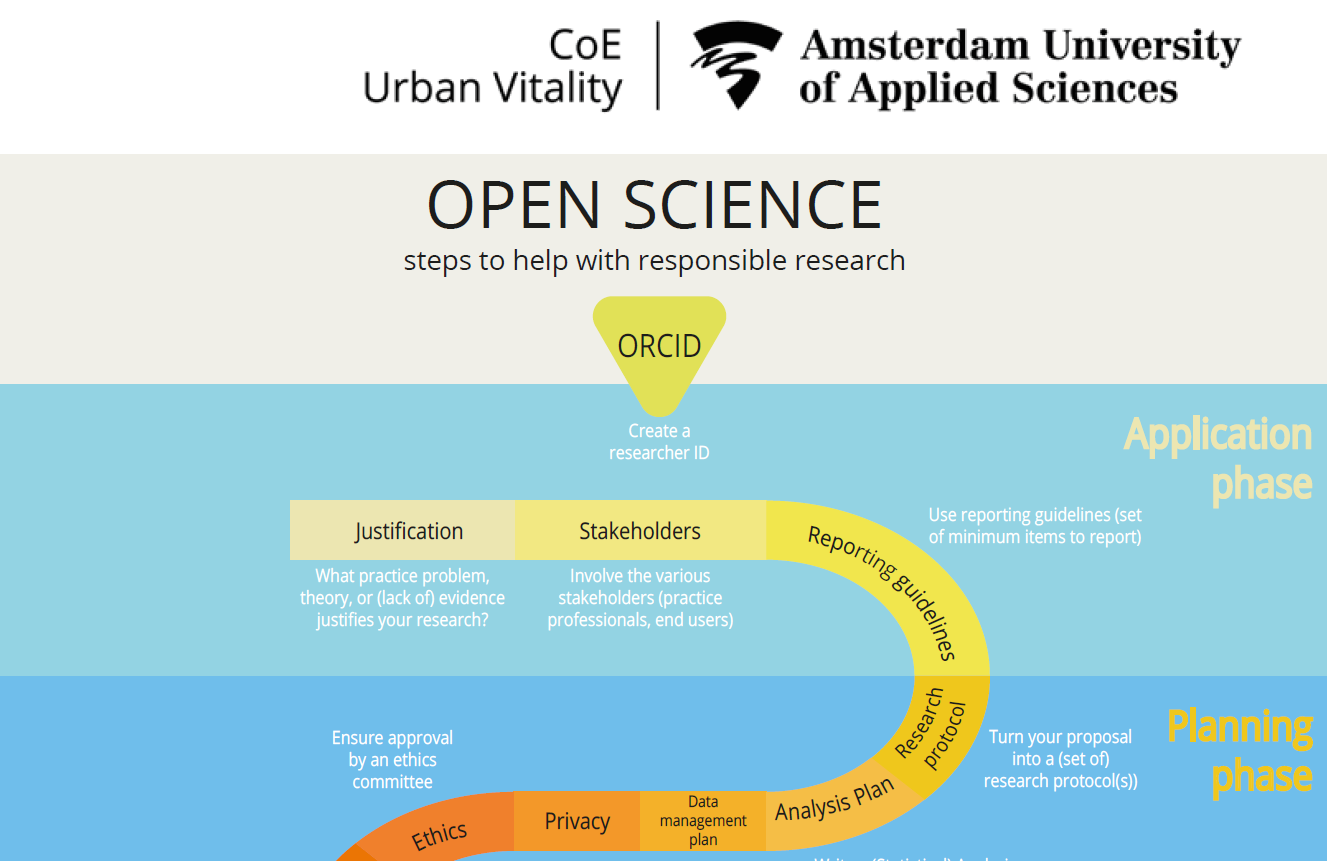 CoE
Urban Vitality
Amsterdam University
of Applied Sciences
OPEN SCIENCE
steps to help with responsible research
ORCID
Create a
researcher ID
Application
phase
Justification
Stakeholders
Reporting guidelines
Use reporting guidelines (set
of minimum items to report)
What practice problem,
theory, or (lack of) evidence
justifies your research?
Involve the various
stakeholders (practice
professionals, end users)
Research
protocol
Planning
phase
Turn your proposal
into a (set of)
research protocol(s))
Ensure approval
by an ethics
committee
Ethics
Privacy
Data
management
plan
Analysis Plan